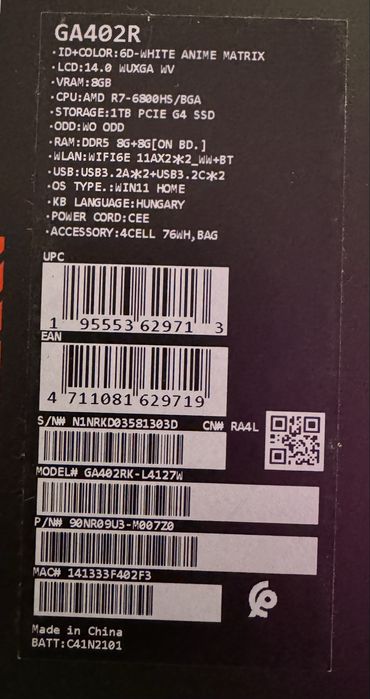 GA402R
·ID+COLOR:6D-WHITE ANIME MATRIX
·LCD:14.0 WUXGA WV
·VRAM:8GB
·CPU:AMD R7-6800HS/BGA
·STORAGE:1TB PCIE G4 SSD
·ODD:WO ODD
·RAM:DDR5 8G+8G[ON BD.]
·WLAN:WIFI6E 11AX2*2_WW+BT
·USB:USB3.2A*2+USB3.2C*2
·OS TYPE.:WIN11 HOME
·KB LANGUAGE:HUNGARY
·POWER CORD:CEE
·ACCESSORY:4CELL 76WH,BAG
UPC
1 95553 62971 3
EAN
4 711081 629719
S/N# N1NRKD03581303D CN# RA4L
MODEL# GA402RK-L4127W
P/N# 90NR09U3-M007Z0
MAC# 141333F402F3
Made in China
BATT:C41N2101